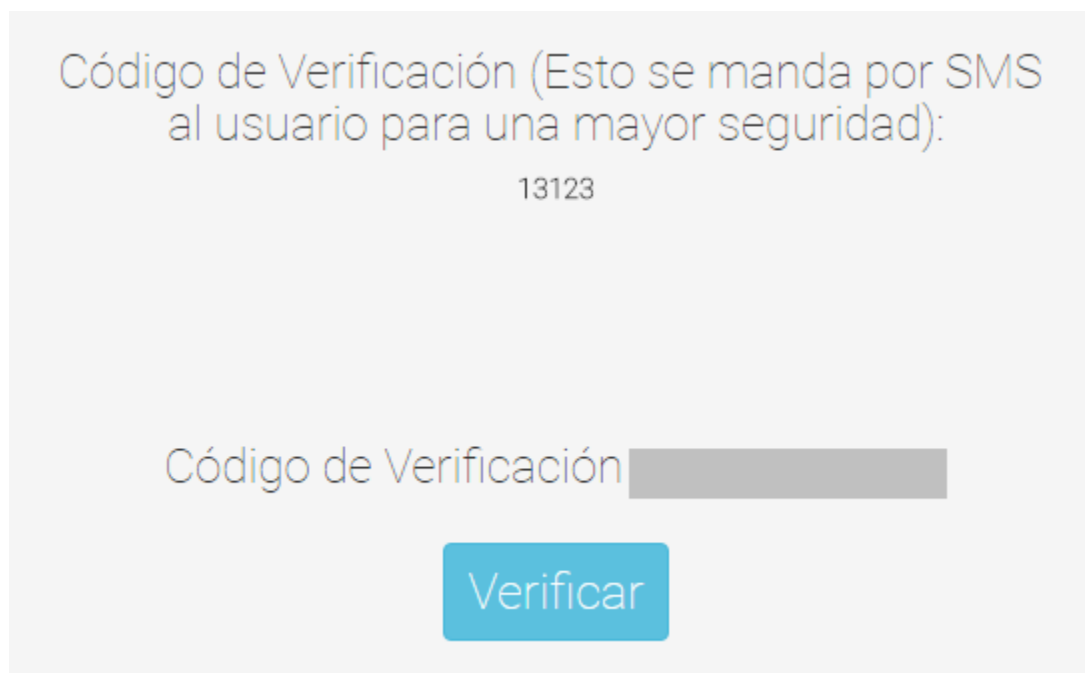 Código de Verificación (Esto se manda por SMS
al usuario para una mayor seguridad):
13123
Código de Verificación
Verificar